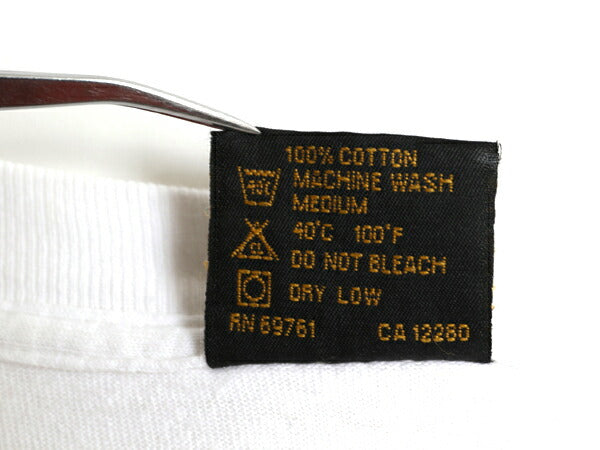 100% COTTON
MACHINE WASH
MEDIUM
40°C 100°F
DO NOT BLEACH
DRY LOW
RN 69761 CA 12260